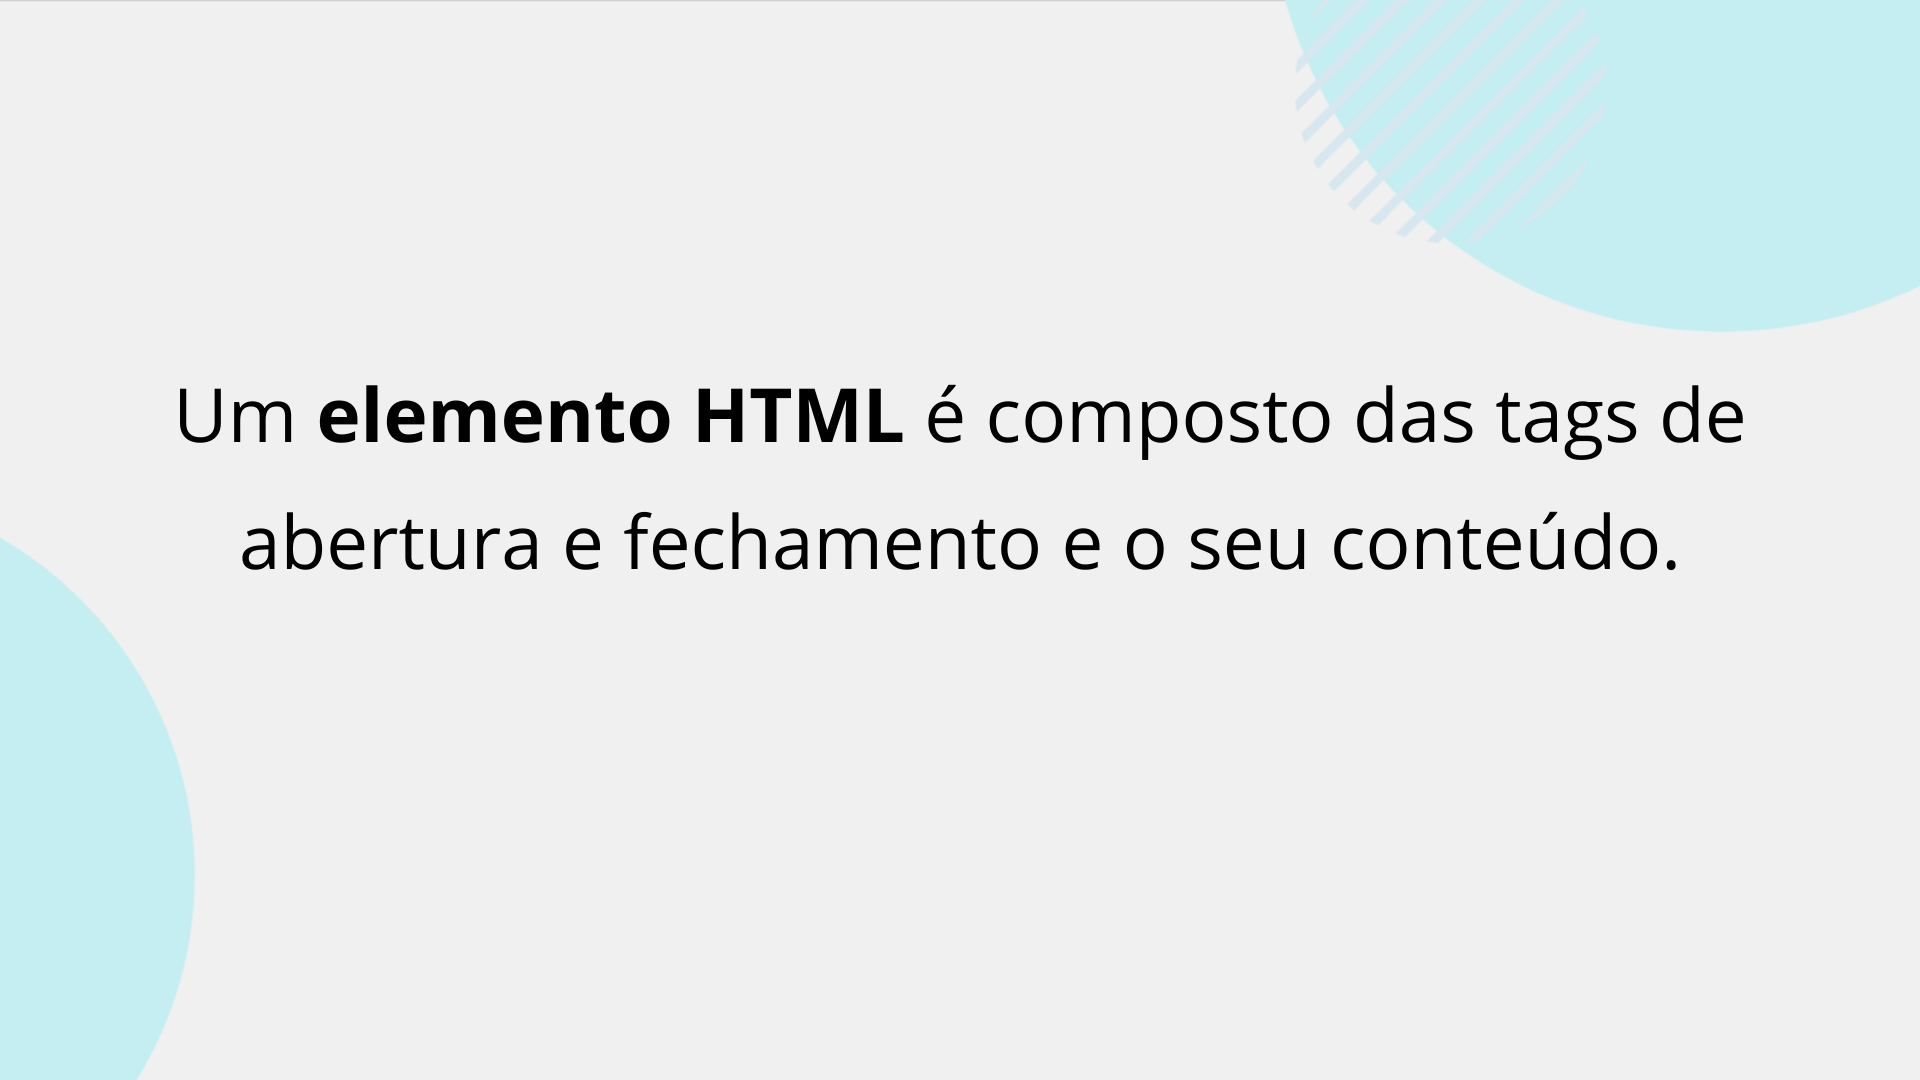 Um elemento HTML é composto das tags de
abertura e fechamento e o seu conteúdo.